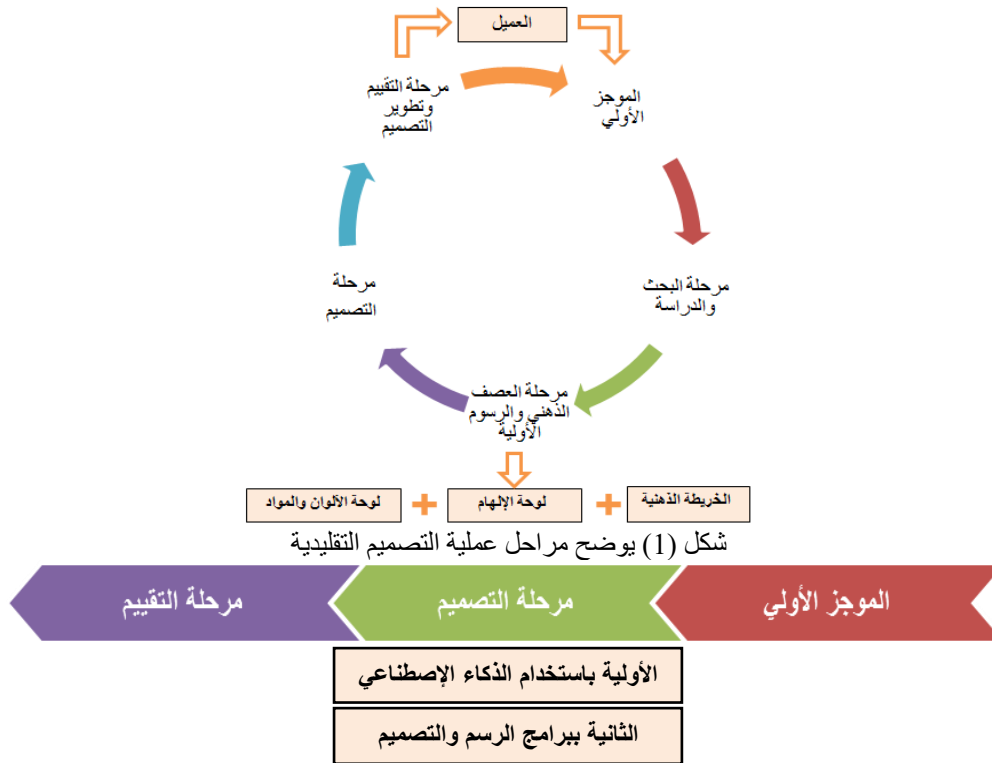 العميل
الموجز
الأولي
مرحلة التقييم
وتطوير
التصميم
مرحلة البحث
والدراسة
مرحلة
التصميم
مرحلة العصف
الذهني والرسوم
الأولية
الخريطة الذهنية
لوحة الإلهام
لوحة الألوان والمواد
شكل (1) يوضح مراحل عملية التصميم التقليدية
الموجز الأولي
مرحلة التصميم
مرحلة التقييم
الأولية باستخدام الذكاء الإصطناعي
الثانية ببرامج الرسم والتصميم